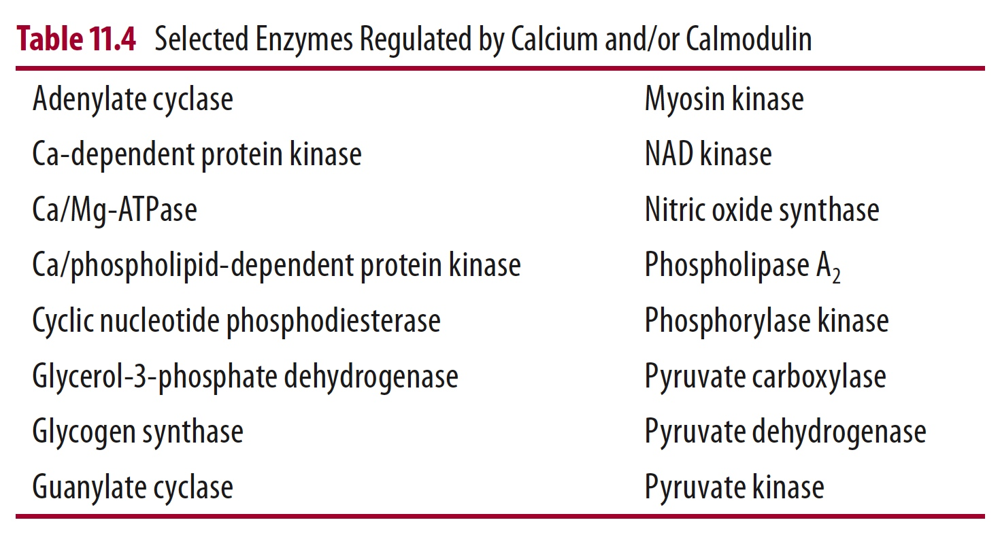 Table 11.4 Selected Enzymes Regulated by Calcium and/or Calmodulin
Adenylate cyclase
Ca-dependent protein kinase
Ca/Mg-ATPase
Ca/phospholipid-dependent protein kinase
Cyclic nucleotide phosphodiesterase
Glycerol-3-phosphate dehydrogenase
Glycogen synthase
Guanylate cyclase
Myosin kinase
NAD kinase
Nitric oxide synthase
Phospholipase A₂
Phosphorylase kinase
Pyruvate carboxylase
Pyruvate dehydrogenase
Pyruvate kinase